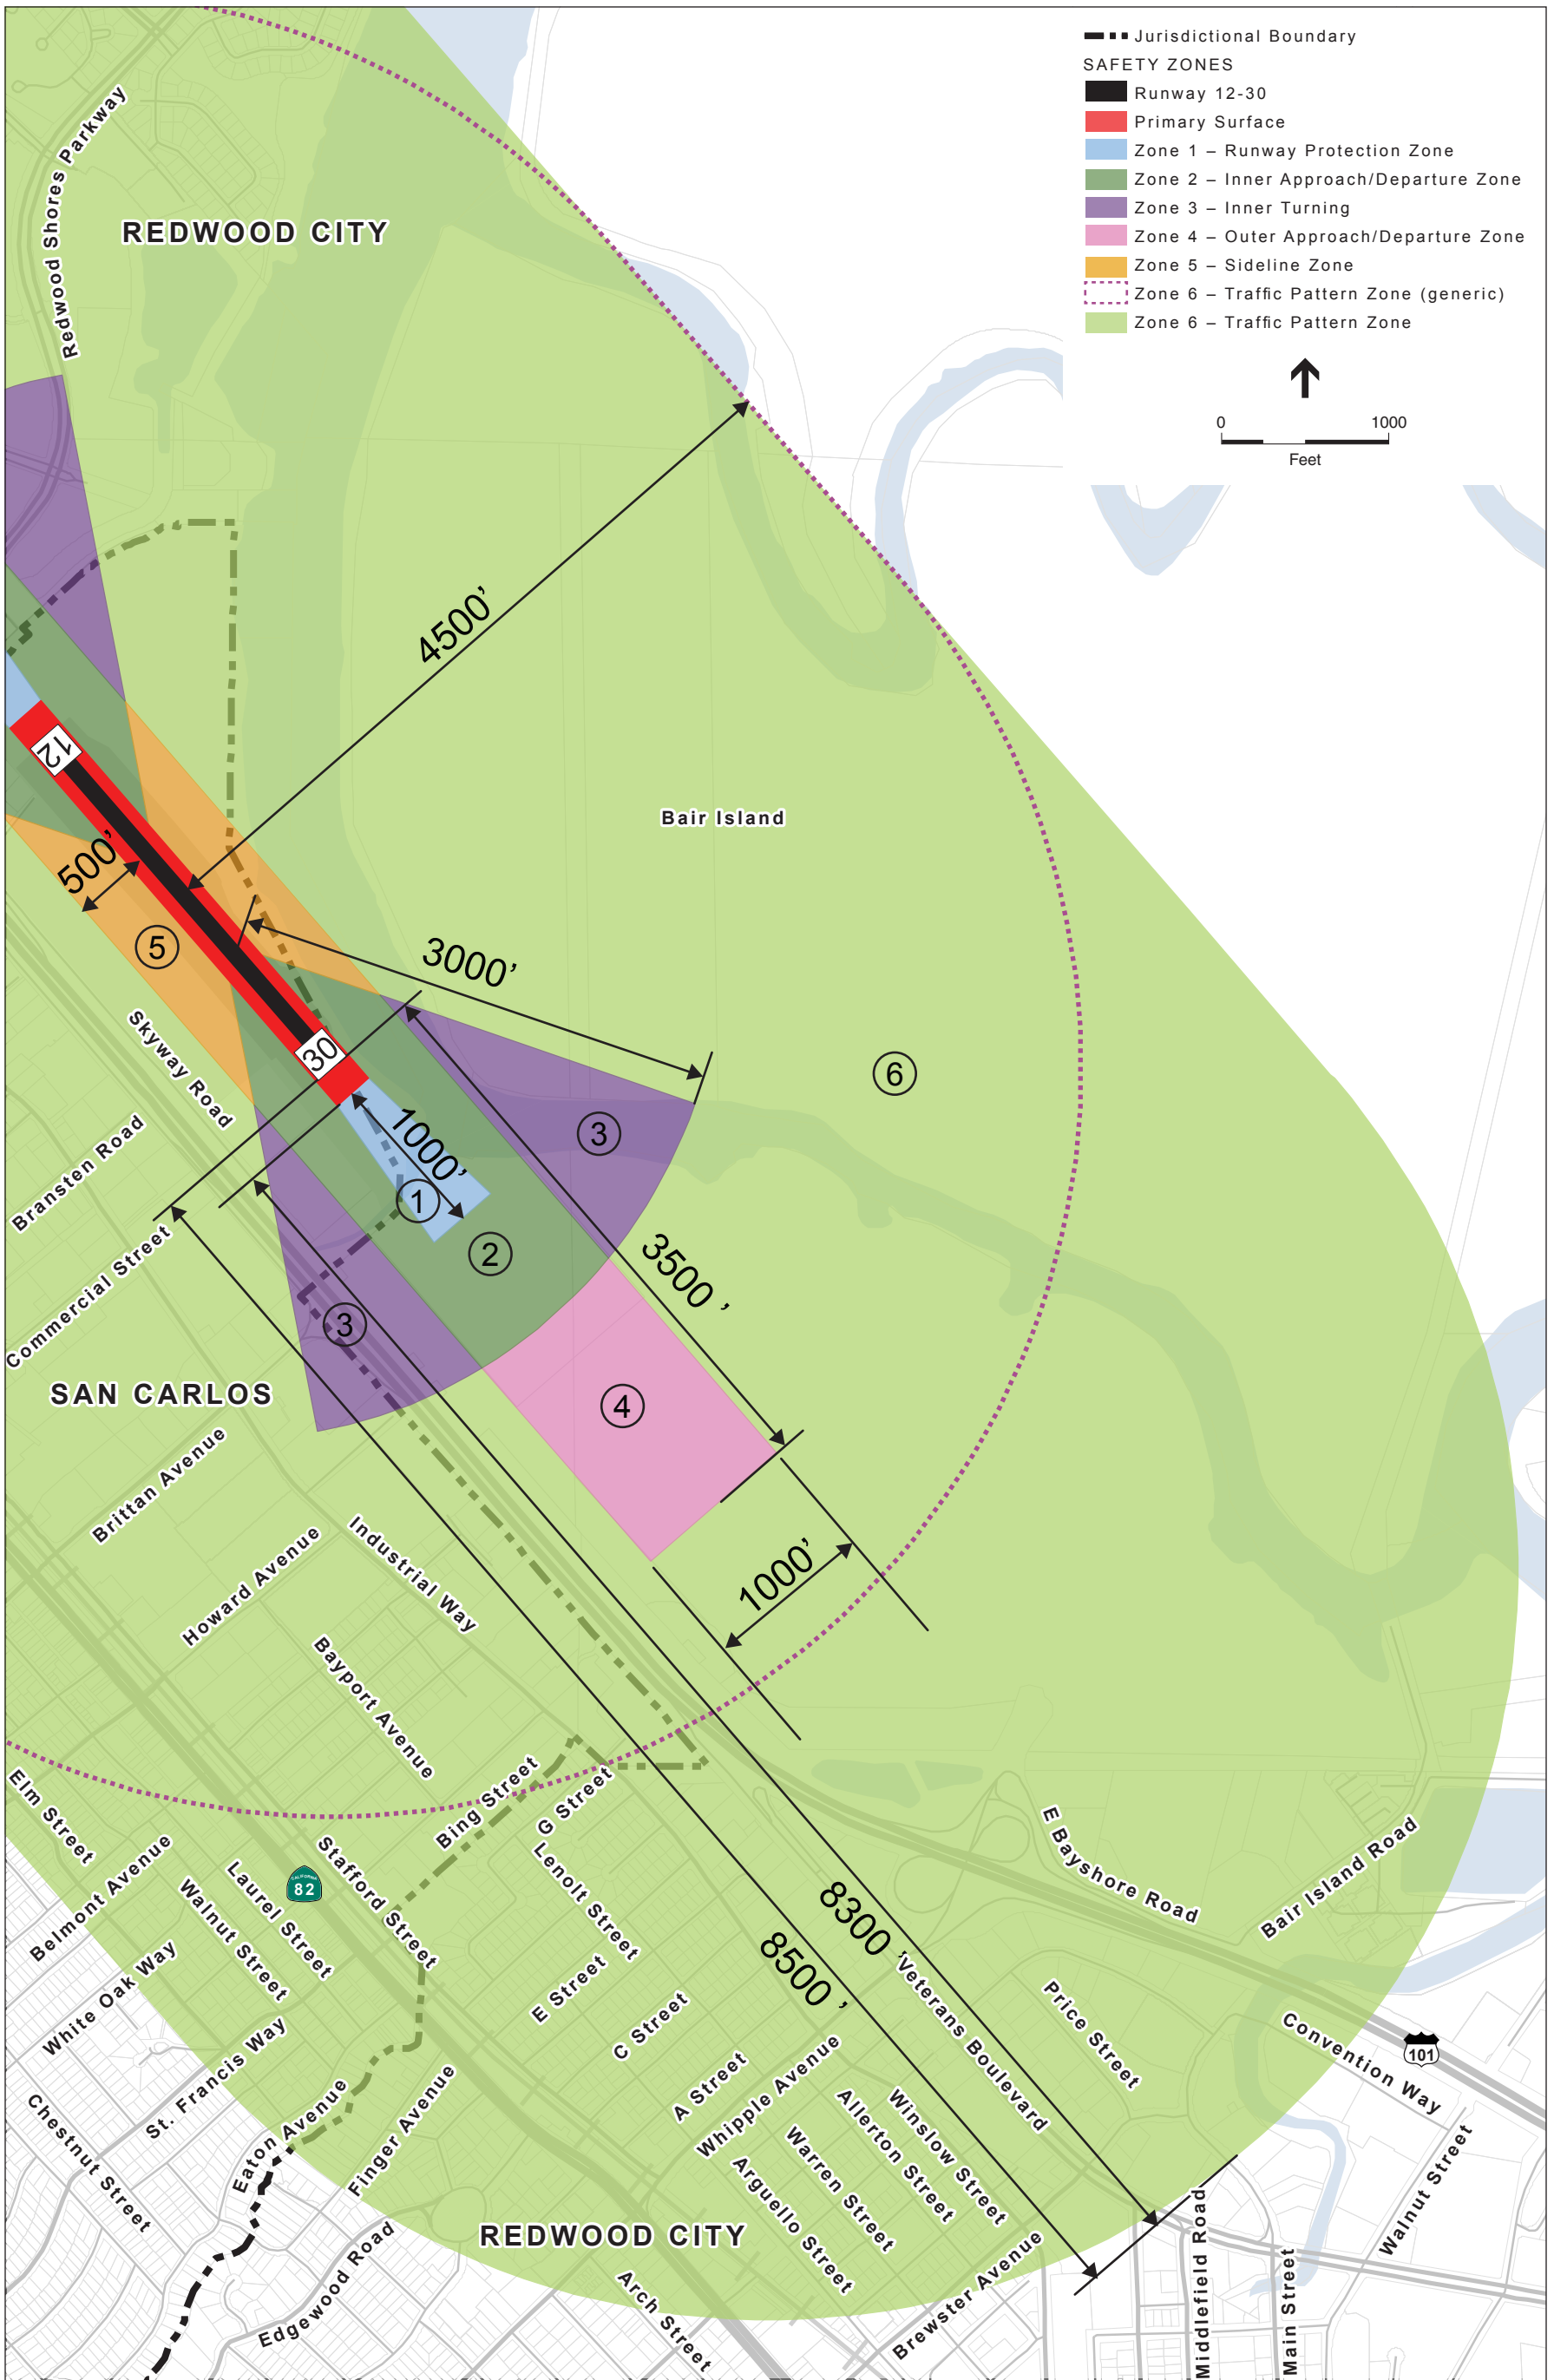 Jurisdictional Boundary
SAFETY ZONES
Runway 12-30
Primary Surface
Zone 1 – Runway Protection Zone
Zone 2 – Inner Approach/Departure Zone
Zone 3 – Inner Turning
Zone 4 – Outer Approach/Departure Zone
Zone 5 – Sideline Zone
Zone 6 – Traffic Pattern Zone (generic)
Zone 6 – Traffic Pattern Zone
0 1000
Feet
Redwood Shores Parkway
REDWOOD CITY
4500’
12
Bair Island
500’
5
3000’
Skyway Road
30
6
3
1000’
Bransten Road
1
2
Commercial Street
3500 ’
3
SAN CARLOS
4
Brittan Avenue
Howard Avenue
Industrial Way
1000’
Bayport Avenue
Elm Street
Bing Street
G Street
Belmont Avenue
Walnut Street
Laurel Street
CALIFORNIA
82
Stafford Street
Lenolt Street
E Bayshore Road
Bair Island Road
8300 ’
8500 ’
White Oak Way
E Street
C Street
Veterans Boulevard
Price Street
Convention Way
101
St. Francis Way
A Street
Whipple Avenue
Chestnut Street
Eaton Avenue
Finger Avenue
Allerton Street
Winslow Street
Warren Street
Arguello Street
Walnut Street
REDWOOD CITY
Edgewood Road
Arch Street
Brewster Avenue
Middlefield Road
Main Street